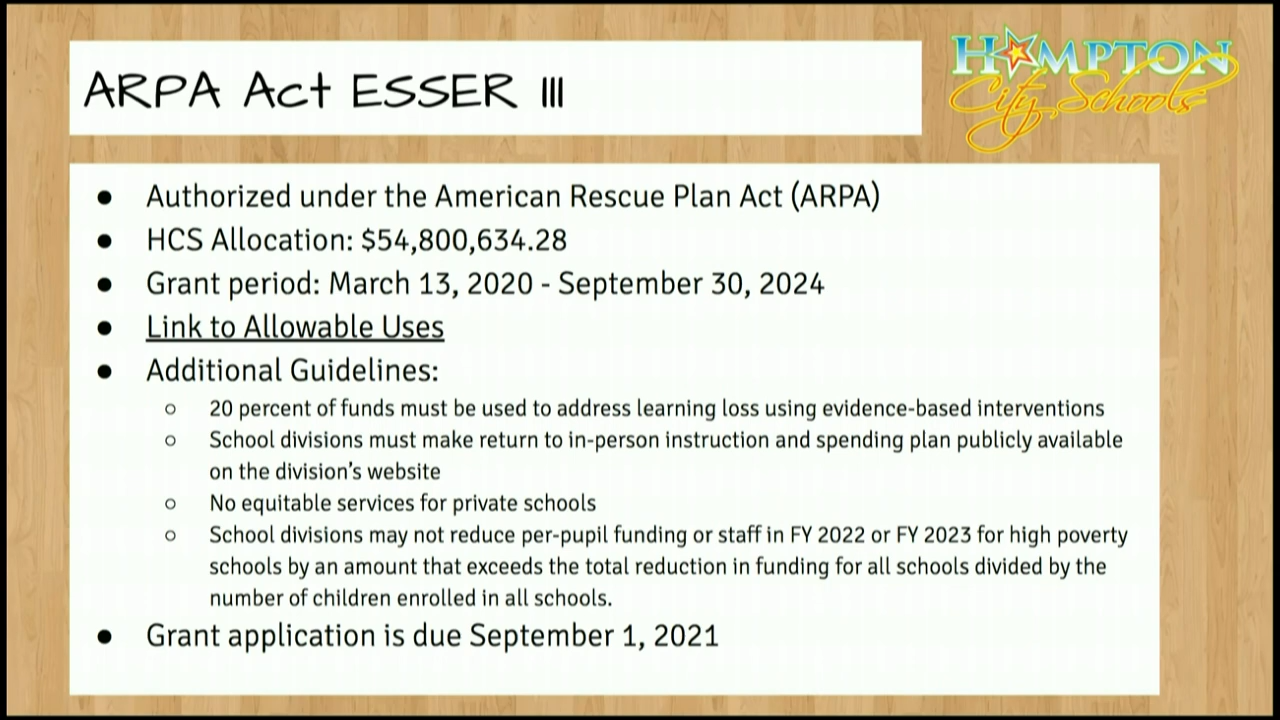 ARPA Act ESSER III
HAMPTON
City Schools
● Authorized under the American Rescue Plan Act (ARPA)
● HCS Allocation: $54,800,634.28
● Grant period: March 13, 2020 - September 30, 2024
● Link to Allowable Uses
● Additional Guidelines:
○ 20 percent of funds must be used to address learning loss using evidence-based interventions
○ School divisions must make return to in-person instruction and spending plan publicly available
on the division's website
○ No equitable services for private schools
○ School divisions may not reduce per-pupil funding or staff in FY 2022 or FY 2023 for high poverty
schools by an amount that exceeds the total reduction in funding for all schools divided by the
number of children enrolled in all schools.
● Grant application is due September 1, 2021